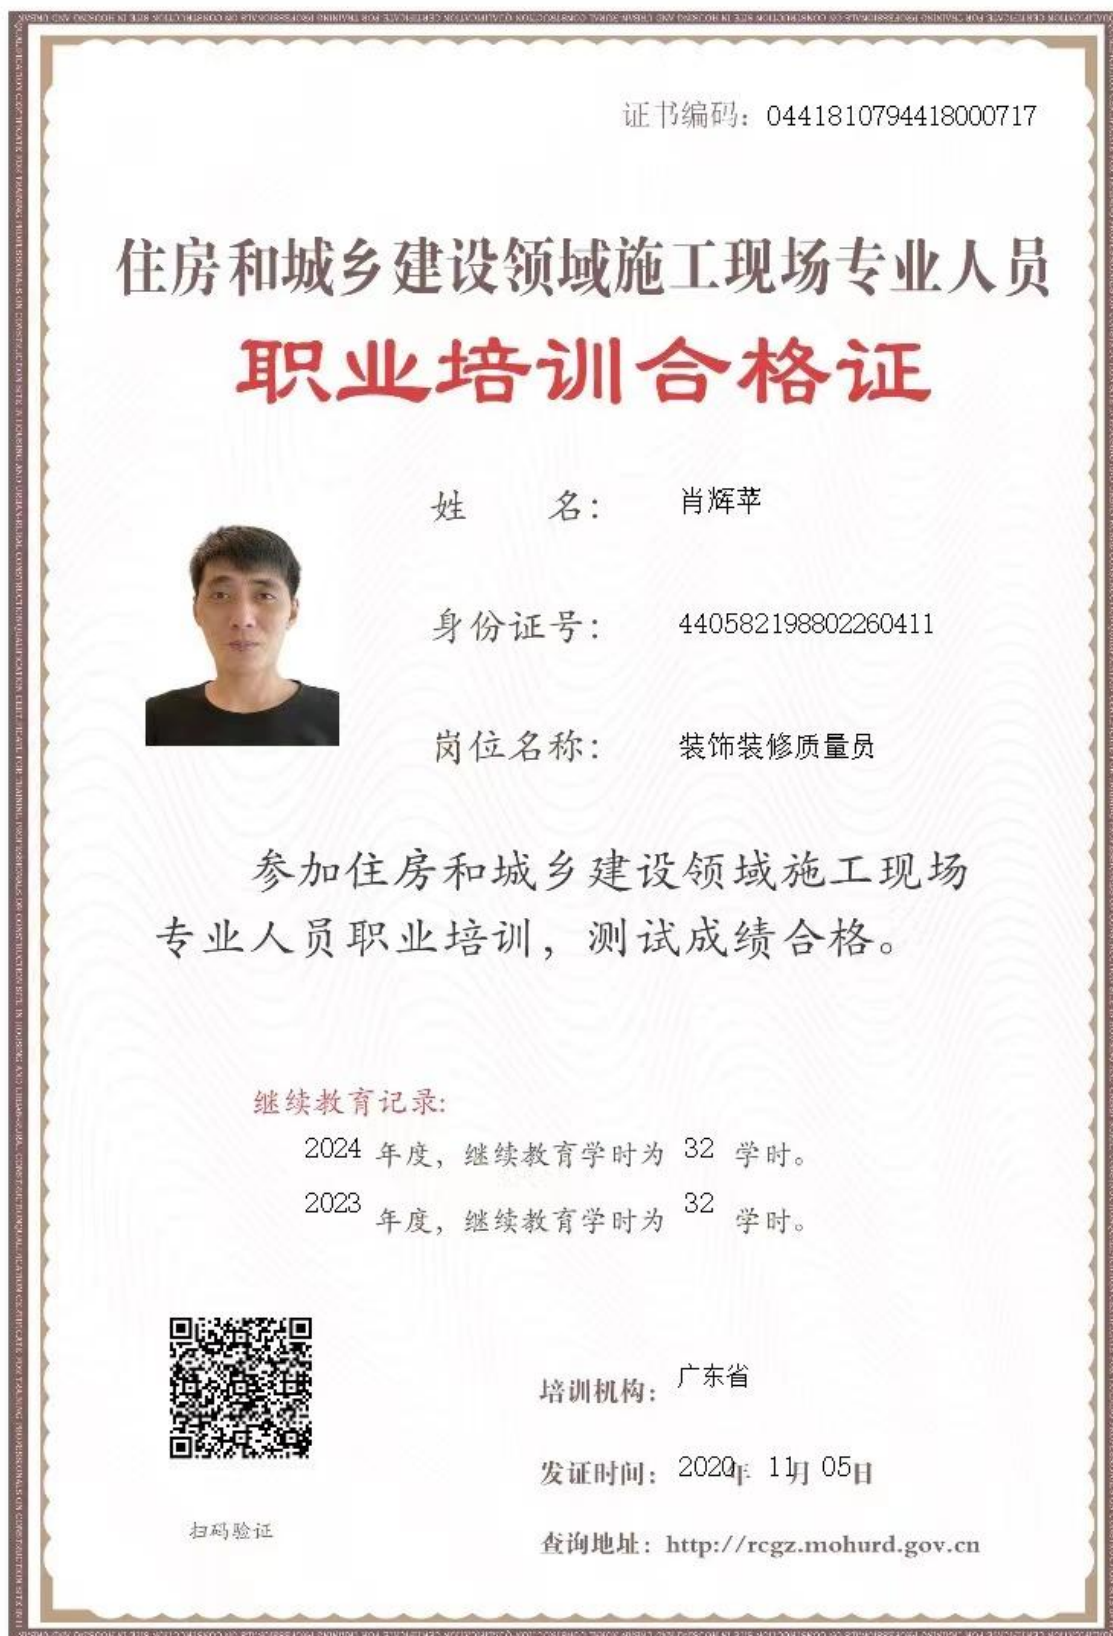 证书编码：0441810794418000717
住房和城乡建设领域施工现场专业人员
职业培训合格证
姓名：肖辉苹
身份证号：440582198802260411
岗位名称：装饰装修质量员
参加住房和城乡建设领域施工现场
专业人员职业培训，测试成绩合格。
继续教育记录:
2024 年度，继续教育学时为 32 学时。
2023 年度，继续教育学时为 32 学时。
培训机构：广东省
发证时间：2020年 11月 05日
扫码验证
查询地址：http://rcgz.mohurd.gov.cn